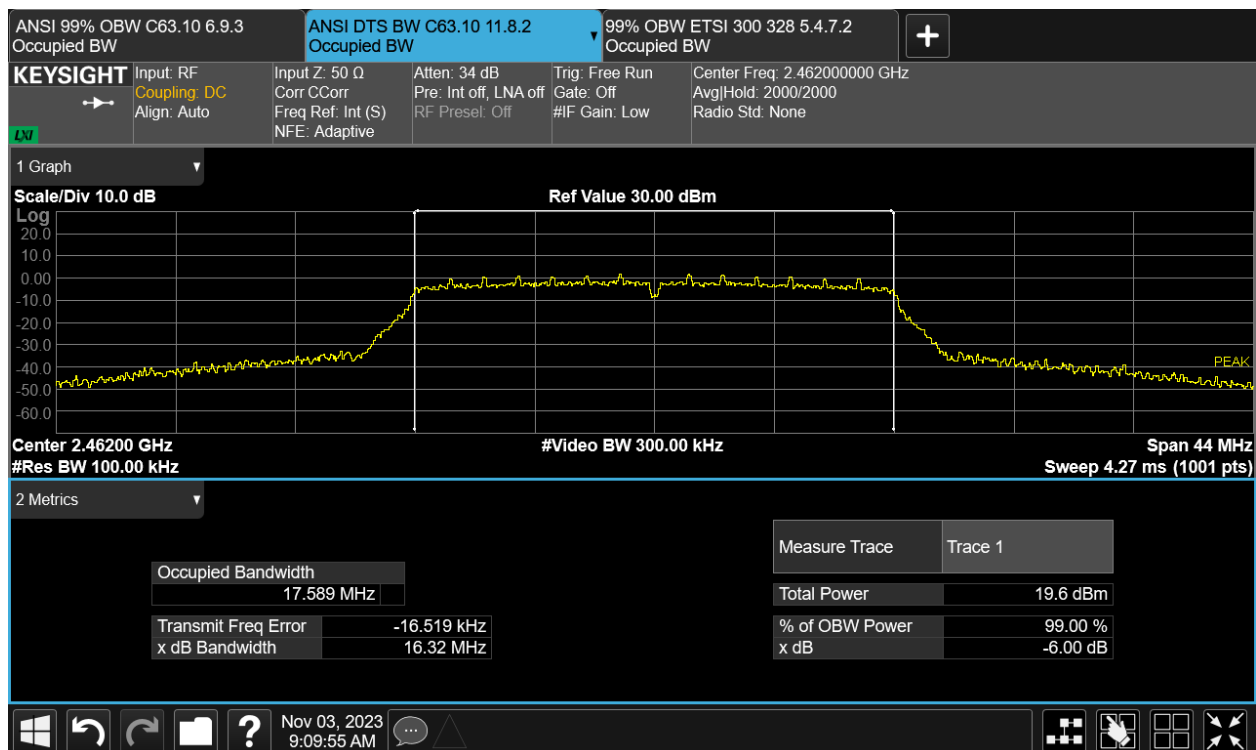 ANSI 99% OBW C63.10 6.9.3
Occupied BW
ANSI DTS BW C63.10 11.8.2
Occupied BW
99% OBW ETSI 300 328 5.4.7.2
Occupied BW
KEYSIGHT
LXI
Input: RF
Coupling: DC
Align: Auto
Input Z: 50 Ω
Corr CCorr
Freq Ref: Int (S)
NFE: Adaptive
Atten: 34 dB
Pre: Int off, LNA off
RF Presel: Off
Trig: Free Run
Gate: Off
#IF Gain: Low
Center Freq: 2.462000000 GHz
Avg|Hold: 2000/2000
Radio Std: None
1 Graph
Scale/Div 10.0 dB
Ref Value 30.00 dBm
Log
20.0
10.0
0.00
-10.0
-20.0
-30.0
-40.0
-50.0
-60.0
PEAK
Center 2.46200 GHz
#Video BW 300.00 kHz
Span 44 MHz
#Res BW 100.00 kHz
Sweep 4.27 ms (1001 pts)
2 Metrics
Measure Trace Trace 1
Occupied Bandwidth
17.589 MHz
Total Power 19.6 dBm
Transmit Freq Error -16.519 kHz
% of OBW Power 99.00 %
x dB Bandwidth 16.32 MHz
x dB -6.00 dB
?
Nov 03, 2023
9:09:55 AM